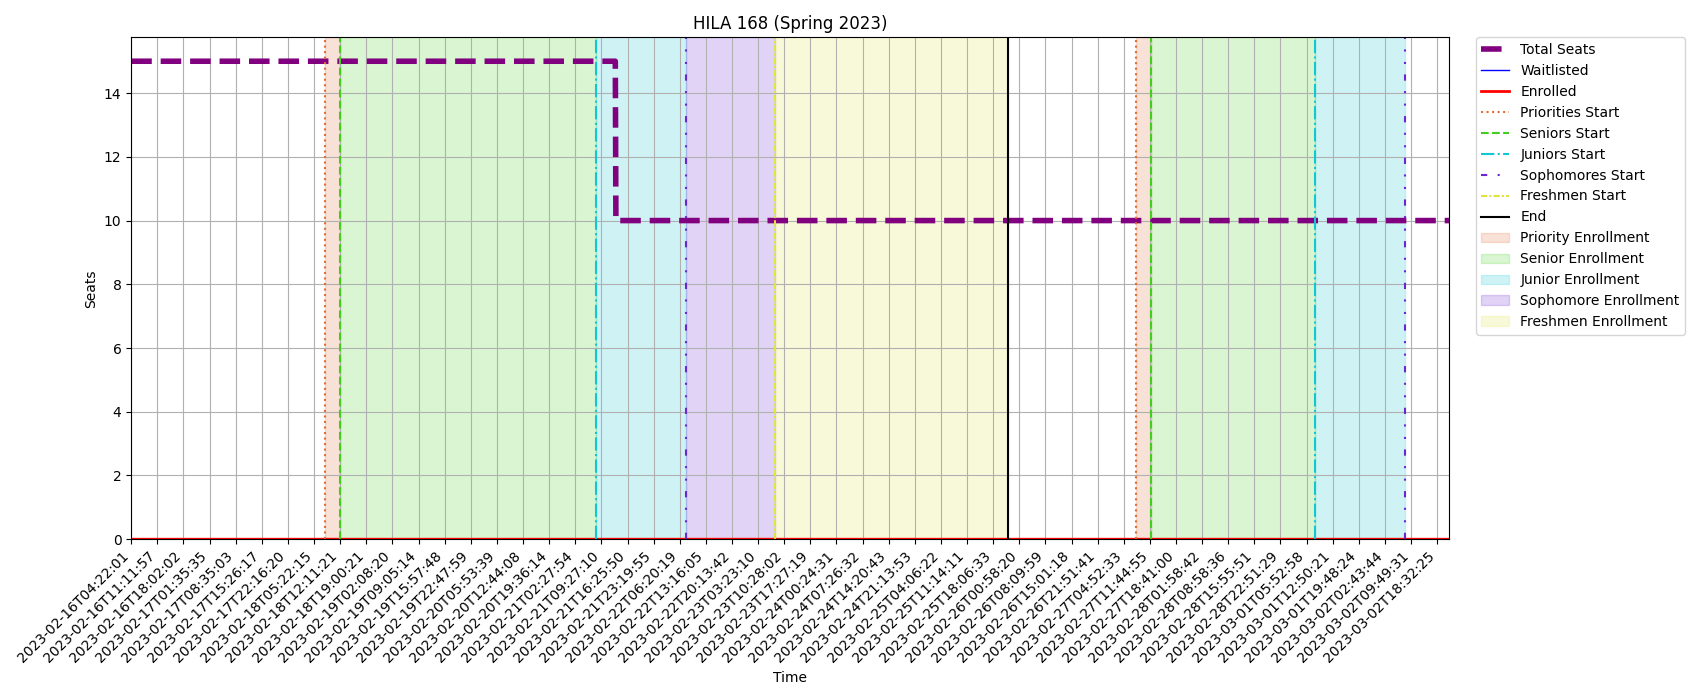 HILA 168 (Spring 2023)
Total Seats
Waitlisted
Enrolled
Priorities Start
Seniors Start
Juniors Start
Sophomores Start
Freshmen Start
End
Priority Enrollment
Senior Enrollment
Junior Enrollment
Sophomore Enrollment
Freshmen Enrollment
Seats
14
12
10
8
6
4
2
0
2023-02-16T04:22:01
2023-02-16T11:11:57
2023-02-16T18:02:02
2023-02-17T01:35:35
2023-02-17T08:35:03
2023-02-17T15:26:17
2023-02-17T22:16:20
2023-02-18T05:22:15
2023-02-18T12:11:21
2023-02-18T19:00:21
2023-02-19T02:08:20
2023-02-19T09:05:14
2023-02-19T15:57:48
2023-02-19T22:47:59
2023-02-20T05:53:39
2023-02-20T12:44:08
2023-02-20T19:36:14
2023-02-21T02:27:54
2023-02-21T09:27:10
2023-02-21T16:25:50
2023-02-21T23:19:55
2023-02-22T06:20:19
2023-02-22T13:16:05
2023-02-22T20:13:42
2023-02-23T03:23:10
2023-02-23T10:28:02
2023-02-23T17:27:19
2023-02-24T00:24:31
2023-02-24T07:26:32
2023-02-24T14:20:43
2023-02-24T21:13:53
2023-02-25T04:06:22
2023-02-25T11:14:11
2023-02-25T18:06:33
2023-02-26T00:58:20
2023-02-26T08:09:59
2023-02-26T15:01:18
2023-02-26T21:51:41
2023-02-27T04:52:33
2023-02-27T11:44:55
2023-02-27T18:41:00
2023-02-28T01:58:42
2023-02-28T08:58:36
2023-02-28T15:55:51
2023-02-28T22:51:29
2023-03-01T05:52:58
2023-03-01T12:50:21
2023-03-01T19:48:24
2023-03-02T02:43:44
2023-03-02T09:49:31
2023-03-02T18:32:25
Time